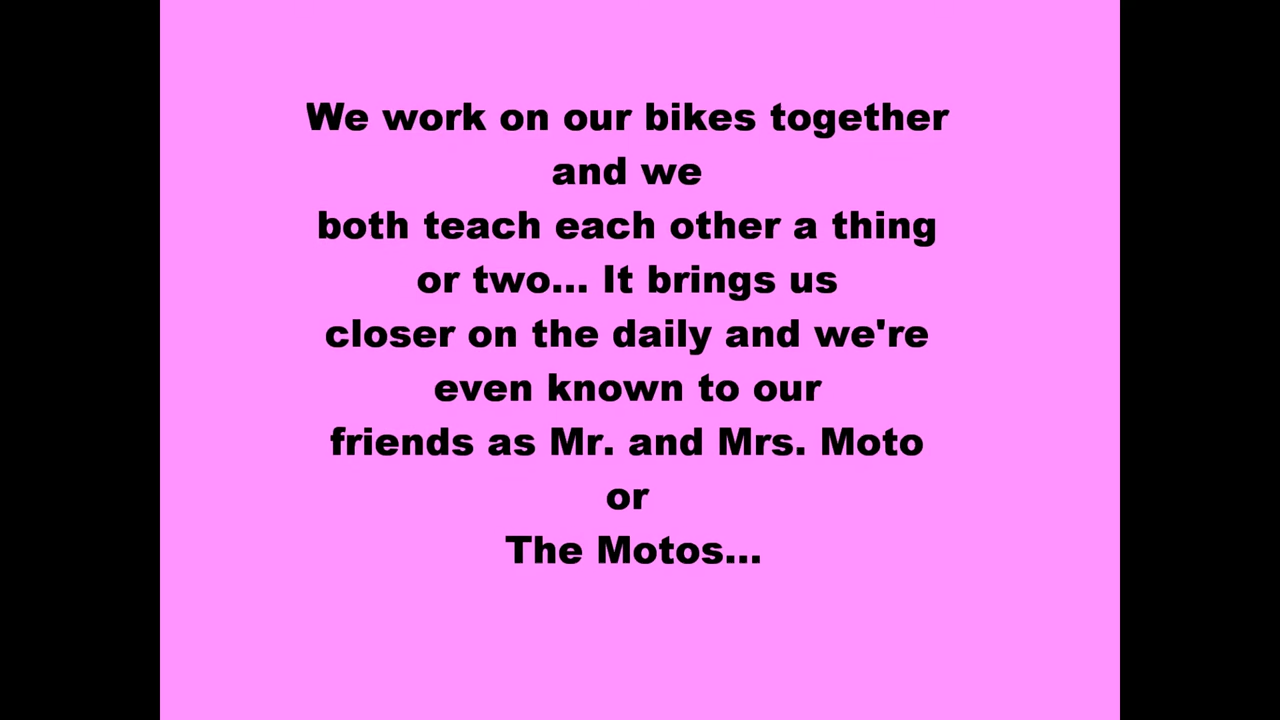 We work on our bikes together
and we
both teach each other a thing
or two... It brings us
closer on the daily and we're
even known to our
friends as Mr. and Mrs. Moto
or
The Motos...